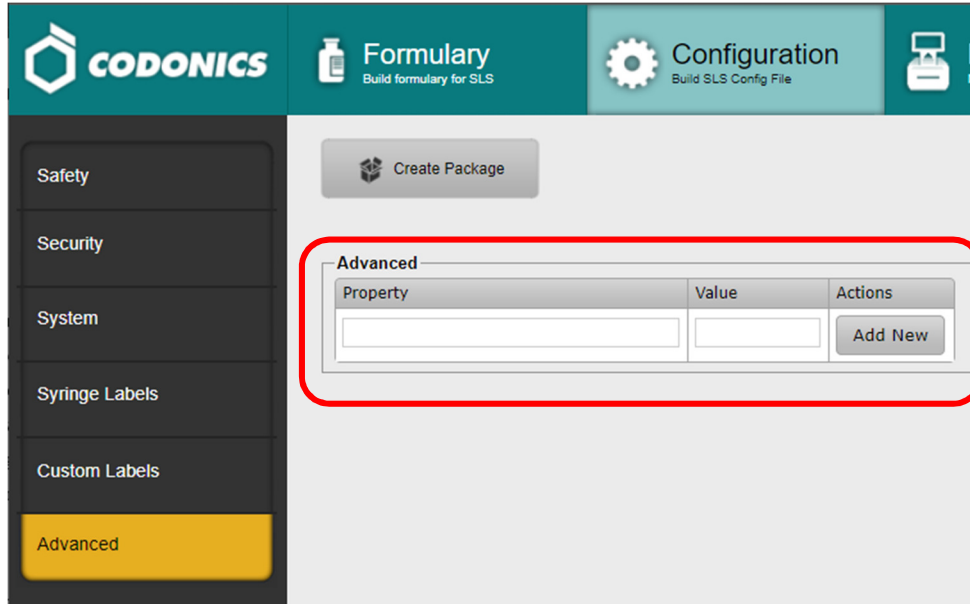 CODONICS
Formulary
Build formulary for SLS
Configuration
Build SLS Config File
Safety
Security
System
Syringe Labels
Custom Labels
Advanced
Create Package
Advanced
Property Value Actions
Add New